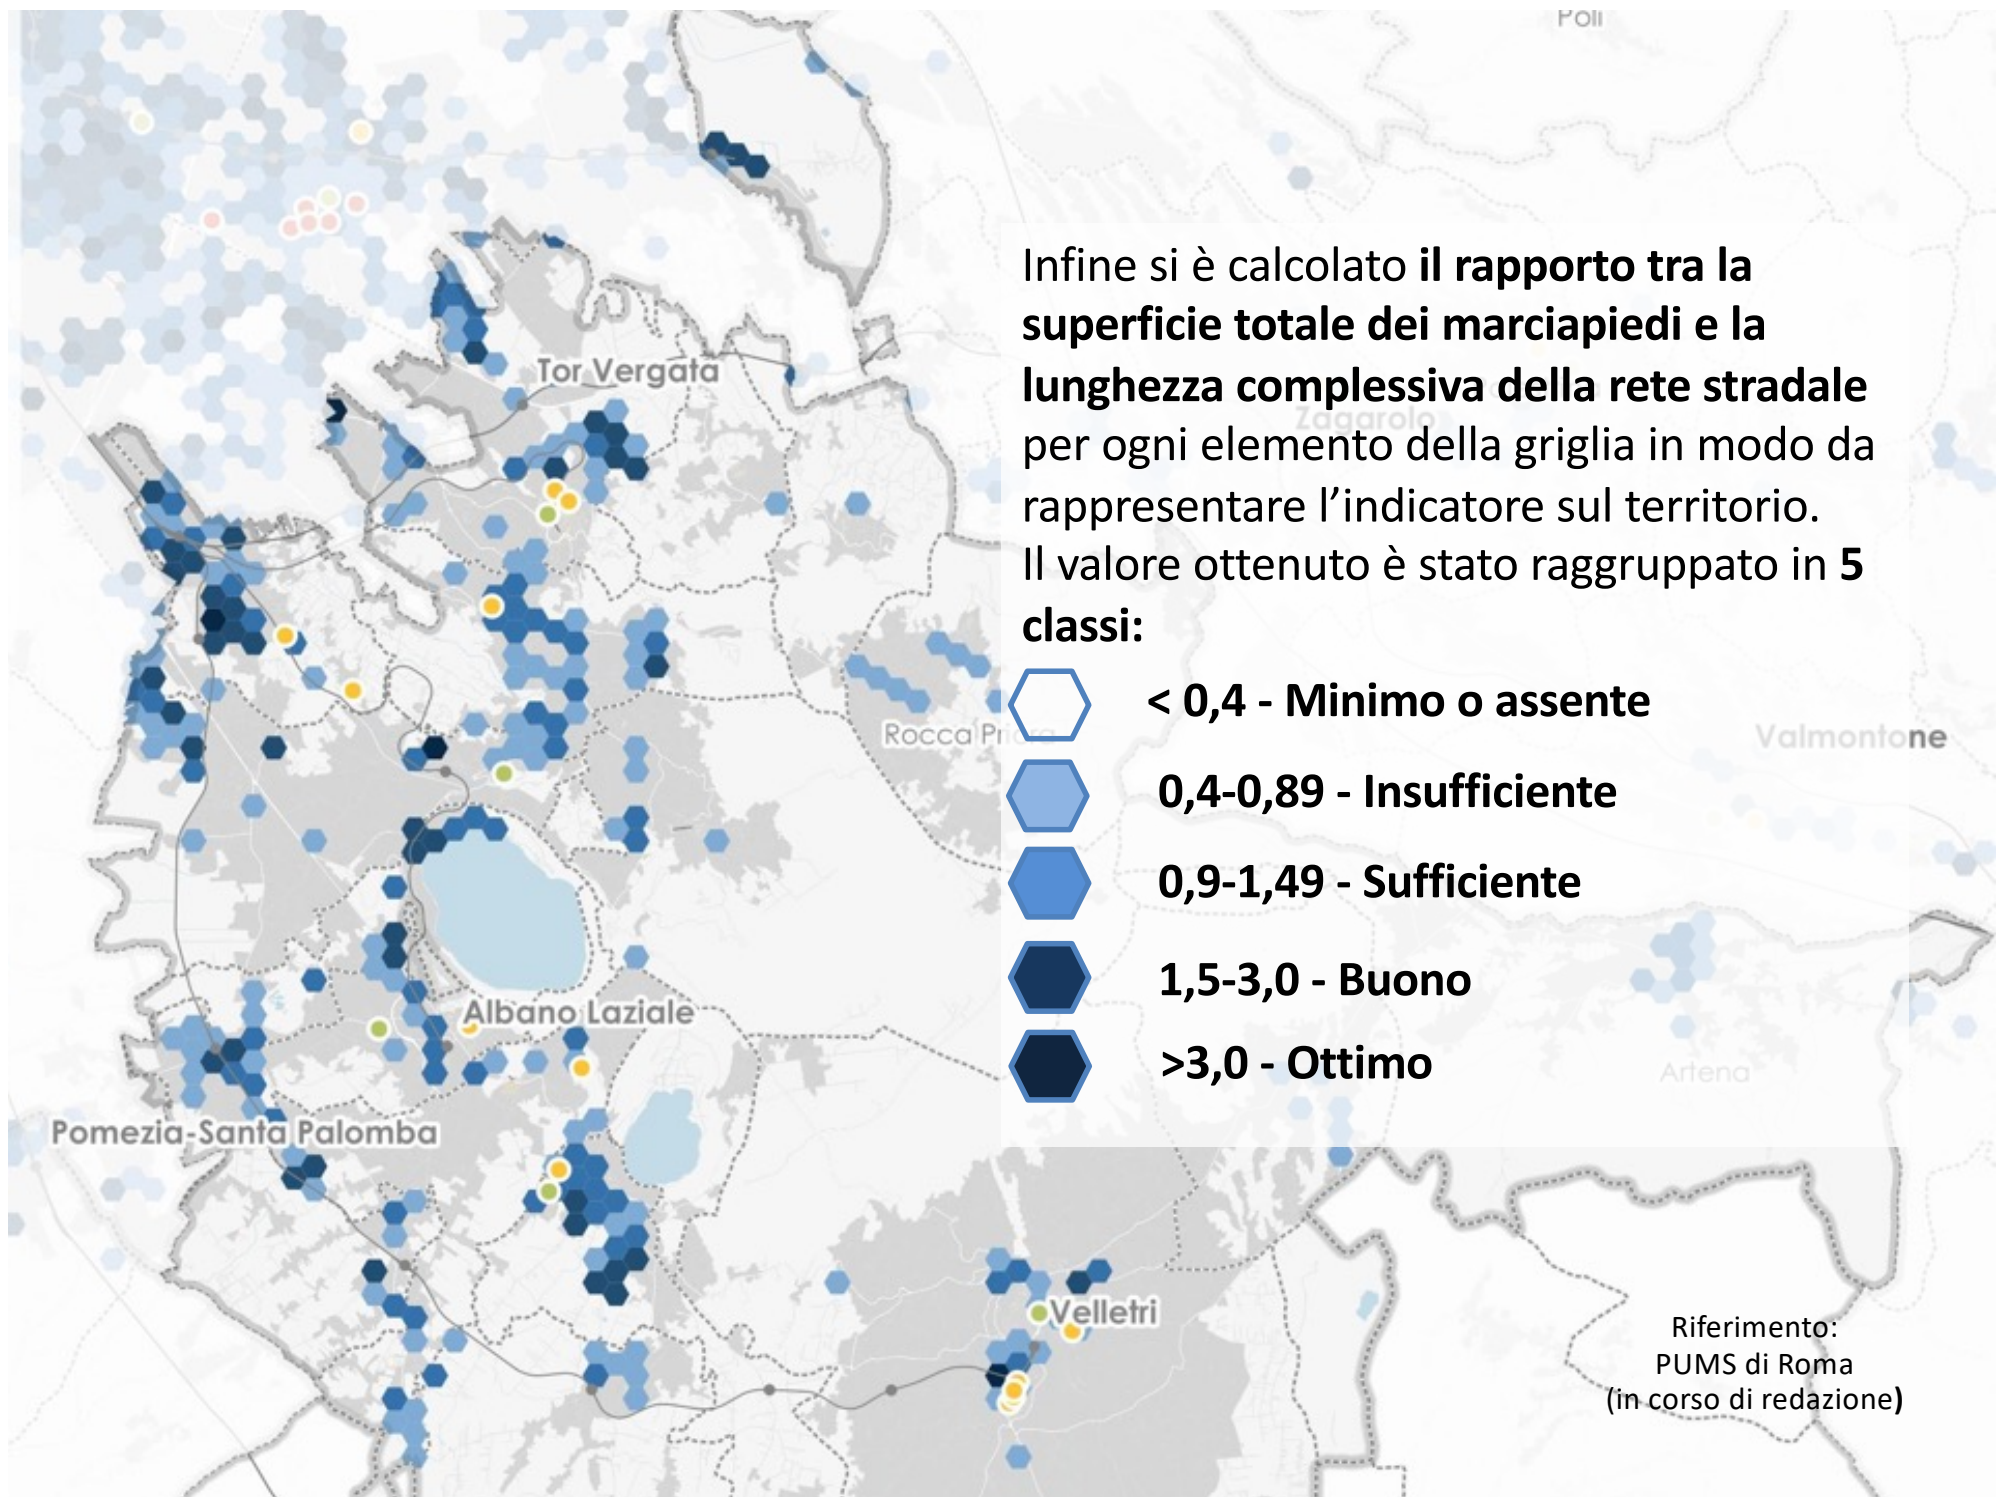 Poli
Infine si è calcolato il rapporto tra la
superficie totale dei marciapiedi e la
lunghezza complessiva della rete stradale
per ogni elemento della griglia in modo da
rappresentare l’indicatore sul territorio.
Il valore ottenuto è stato raggruppato in 5
classi:
< 0,4 - Minimo o assente
0,4-0,89 - Insufficiente
0,9-1,49 - Sufficiente
1,5-3,0 - Buono
>3,0 - Ottimo
Tor Vergata
Zagarolo
Rocca Priora
Valmontone
Albano Laziale
Artena
Pomezia-Santa Palomba
Velletri
Riferimento:
PUMS di Roma
(in corso di redazione)